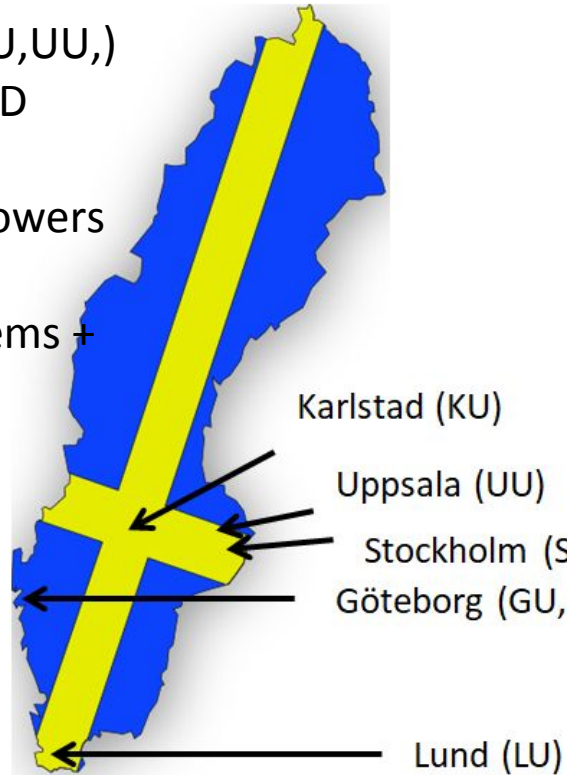 U,UU,)
D
owers
ems +
Karlstad (KU)
Uppsala (UU)
Stockholm (S
Göteborg (GU,
Lund (LU)